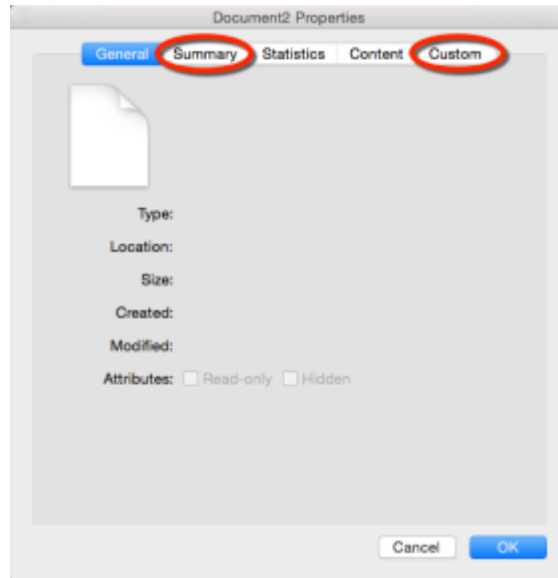 Document2 Properties
General Summary Statistics Content Custom
Type:
Location:
Size:
Created:
Modified:
Attributes: Read-only Hidden
Cancel OK